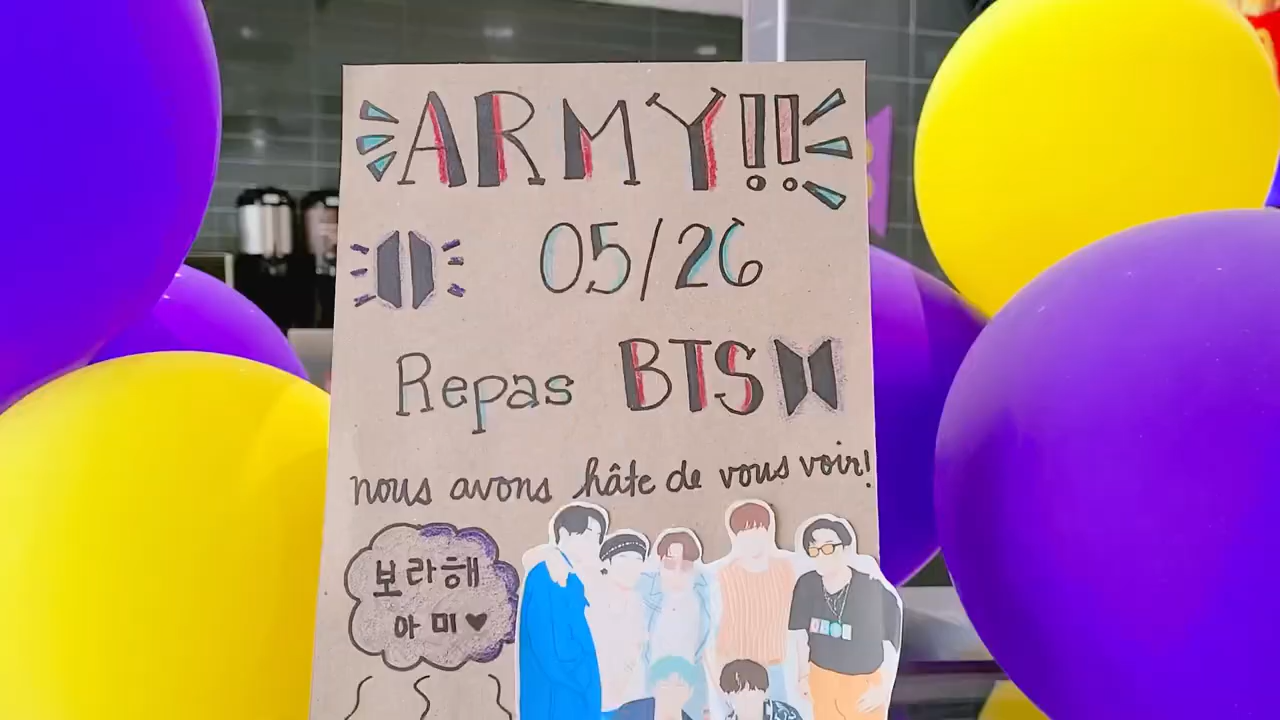 ARMY!!
05/26
Repas BTS
nous avons hâte de vous voir!
보라해
아미♥